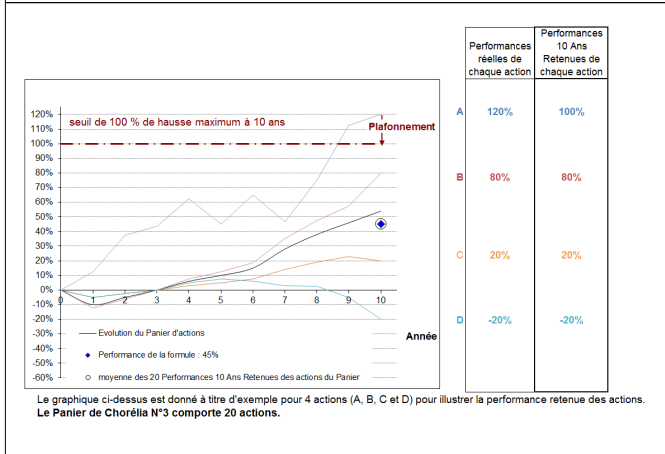 Performances
réelles de
chaque action
Performances
10 Ans
Retenues de
chaque action
120%
110%
100%
90%
80%
70%
60%
50%
40%
30%
20%
10%
0%
-10%
-20%
-30%
-40%
-50%
-60%
seuil de 100 % de hausse maximum à 10 ans
Plafonnement
0 1 2 3 4 5 6 7 8 9 10
Année
Evolution du Panier d'actions
Performance de la formule : 45%
moyenne des 20 Performances 10 Ans Retenues des actions du Panier
A 120% 100%
B 80% 80%
C 20% 20%
D -20% -20%
Le graphique ci-dessus est donné à titre d'exemple pour 4 actions (A, B, C et D) pour illustrer la performance retenue des actions.
Le Panier de Chorélia N°3 comporte 20 actions.